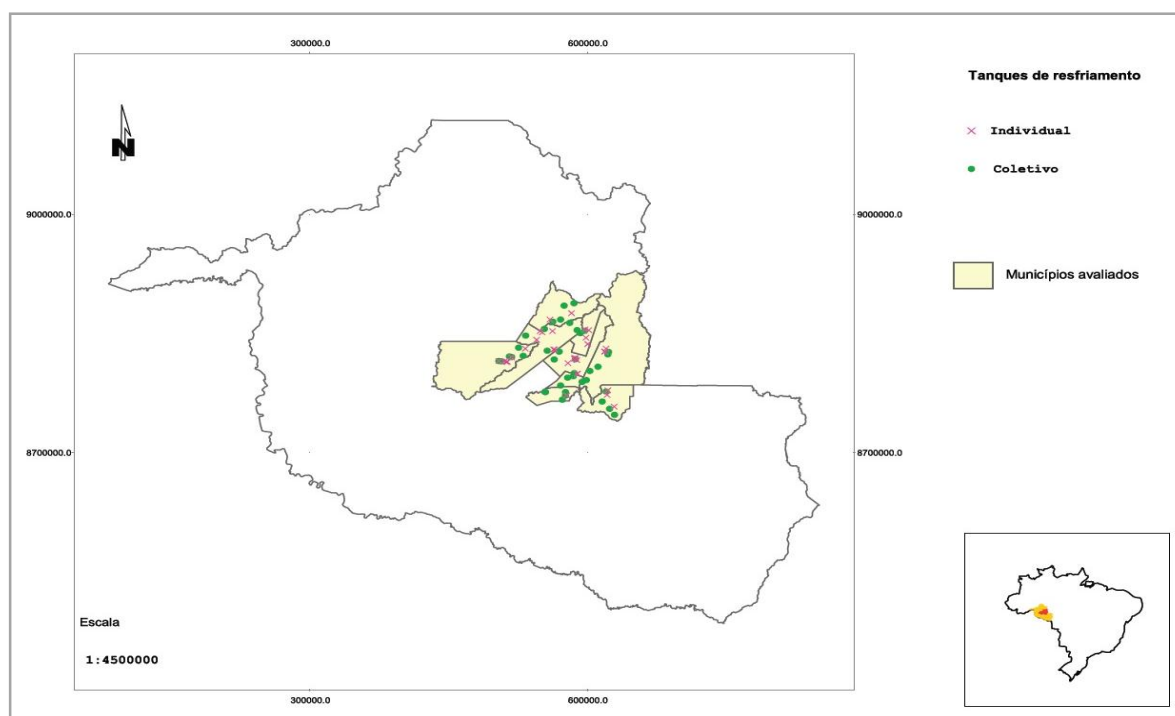 300000.0 600000.0
Tanques de resfriamento
Individual
Coletivo
N
9000000.0 9000000.0
Municípios avaliados
8700000.0 8700000.0
Escala
1:4500000
300000.0 600000.0